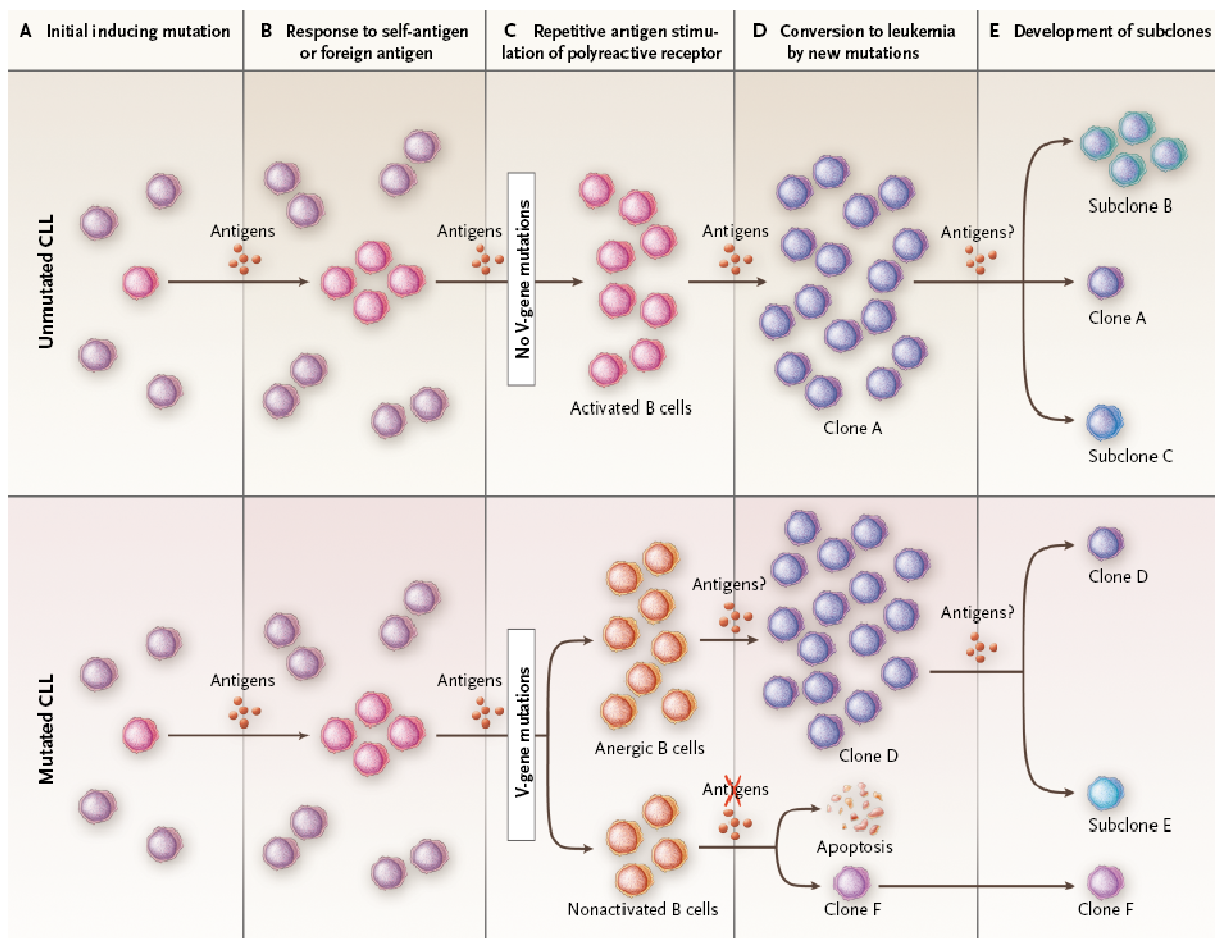 A Initial inducing mutation
B Response to self-antigen
or foreign antigen
C Repetitive antigen stimu-
lation of polyreactive receptor
D Conversion to leukemia
by new mutations
E Development of subclones
Unmutated CLL
Antigens
Antigens
No V-gene mutations
Activated B cells
Antigens
Clone A
Antigens?
Subclone B
Clone A
Subclone C
Mutated CLL
Antigens
Antigens
V-gene mutations
Anergic B cells
Antigens?
Clone D
Antigens?
Clone D
Subclone E
Nonactivated B cells
Antigens
Apoptosis
Clone F
Clone F